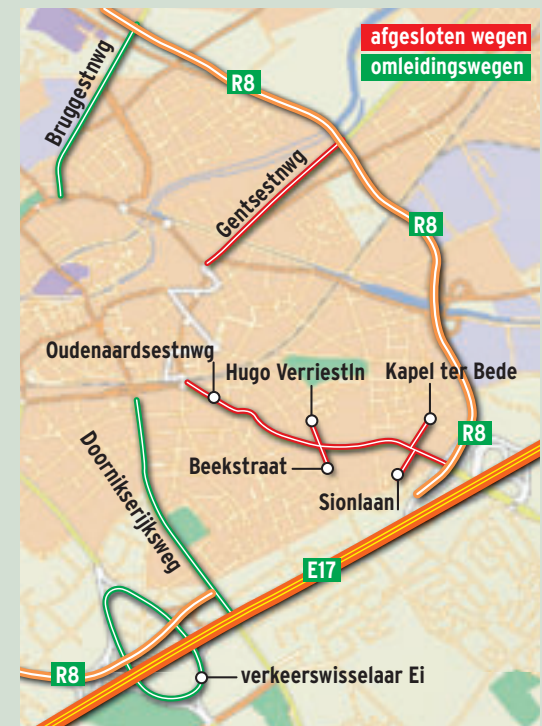 afgesloten wegen
omleidingswegen
R8
Bruggestnwg
Gentsestnwg
R8
Oudenaardsestnwg
Hugo Verriestln
Kapel ter Bede
R8
Beekstraat
Sionlaan
Doornikserijksweg
E17
R8
verkeerswisselaar Ei